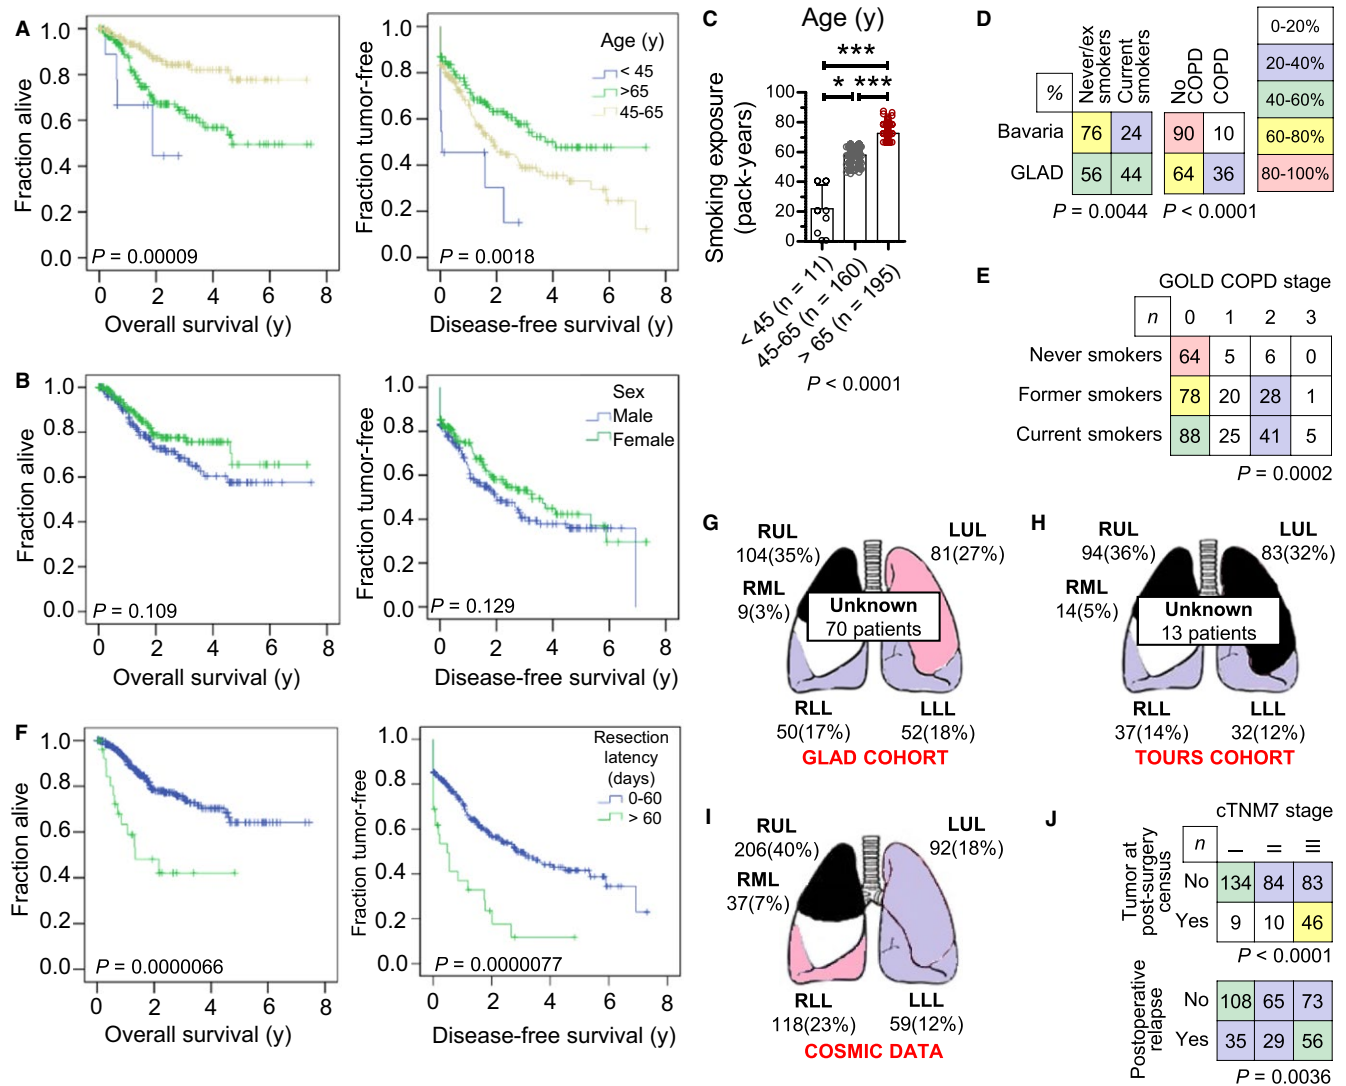 A
1.0
0.8
0.6
0.4
0.2
0.0
Fraction alive
P = 0.00009
0 2 4 6 8
Overall survival (y)
1.0
0.8
0.6
0.4
0.2
0.0
Fraction tumor-free
Age (y)
< 45
>65
45-65
P = 0.0018
0 2 4 6 8
Disease-free survival (y)
B
1.0
0.8
0.6
0.4
0.2
0.0
Fraction alive
P = 0.109
0 2 4 6 8
Overall survival (y)
1.0
0.8
0.6
0.4
0.2
0.0
Fraction tumor-free
Sex
Male
Female
P = 0.129
0 2 4 6 8
Disease-free survival (y)
F
1.0
0.8
0.6
0.4
0.2
0.0
Fraction alive
P = 0.0000066
0 2 4 6 8
Overall survival (y)
1.0
0.8
0.6
0.4
0.2
0.0
Fraction tumor-free
Resection
latency
(days)
0-60
> 60
P = 0.0000077
0 2 4 6 8
Disease-free survival (y)
C
Age (y)
***
* ***
100
80
60
40
20
0
Smoking exposure
(pack-years)
< 45 (n = 11)
45-65 (n = 160)
> 65 (n = 195)
P < 0.0001
D
%
Never/ex
smokers
Current
smokers
No
COPD
COPD
Bavaria 76 24 90 10
GLAD 56 44 64 36
P = 0.0044 P < 0.0001
0-20%
20-40%
40-60%
60-80%
80-100%
E
GOLD COPD stage
n 0 1 2 3
Never smokers 64 5 6 0
Former smokers 78 20 28 1
Current smokers 88 25 41 5
P = 0.0002
G
RUL
104(35%)
LUL
81(27%)
RML
9(3%)
Unknown
70 patients
RLL
50(17%)
LLL
52(18%)
GLAD COHORT
H
RUL
94(36%)
LUL
83(32%)
RML
14(5%)
Unknown
13 patients
RLL
37(14%)
LLL
32(12%)
TOURS COHORT
I
RUL
206(40%)
LUL
92(18%)
RML
37(7%)
RLL
118(23%)
LLL
59(12%)
COSMIC DATA
J
cTNM7 stage
n I II III
Tumor at
post-surgery
census
No 134 84 83
Yes 9 10 46
P < 0.0001
Postoperative
relapse
No 108 65 73
Yes 35 29 56
P = 0.0036